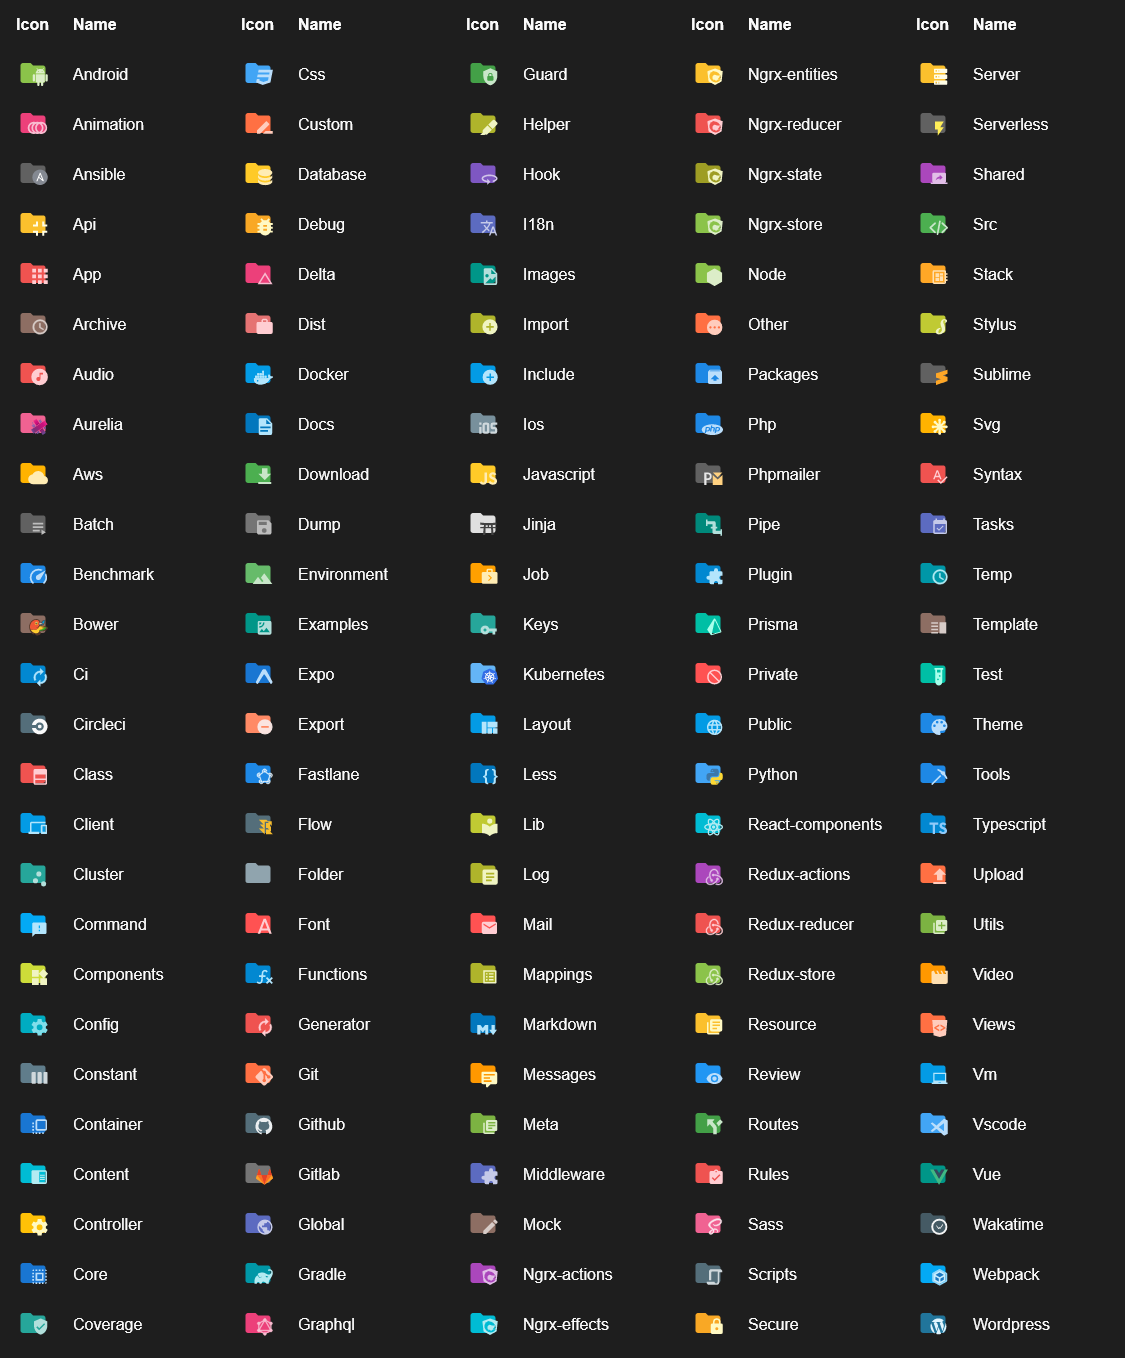 Icon Name Icon Name Icon Name Icon Name Icon Name
Android Css Guard Ngrx-entities Server
Animation Custom Helper Ngrx-reducer Serverless
Ansible Database Hook Ngrx-state Shared
Api Debug I18n Ngrx-store Src
App Delta Images Node Stack
Archive Dist Import Other Stylus
Audio Docker Include Packages Sublime
Aurelia Docs Ios Php Svg
Aws Download Javascript Phpmailer Syntax
Batch Dump Jinja Pipe Tasks
Benchmark Environment Job Plugin Temp
Bower Examples Keys Prisma Template
Ci Expo Kubernetes Private Test
Circleci Export Layout Public Theme
Class Fastlane Less Python Tools
Client Flow Lib React-components Typescript
Cluster Folder Log Redux-actions Upload
Command Font Mail Redux-reducer Utils
Components Functions Mappings Redux-store Video
Config Generator Markdown Resource Views
Constant Git Messages Review Vm
Container Github Meta Routes Vscode
Content Gitlab Middleware Rules Vue
Controller Global Mock Sass Wakatime
Core Gradle Ngrx-actions Scripts Webpack
Coverage Graphql Ngrx-effects Secure Wordpress